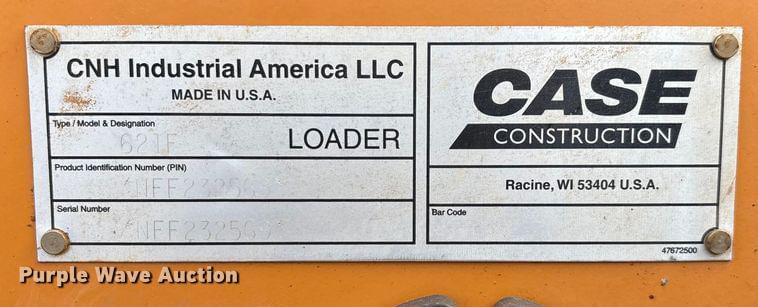 CNH Industrial America LLC
MADE IN U.S.A.
Type / Model & Designation
621F LOADER
Product Identification Number (PIN)
Serial Number
CASE
CONSTRUCTION
Racine, WI 53404 U.S.A.
Bar Code
47672500
Purple Wave Auction